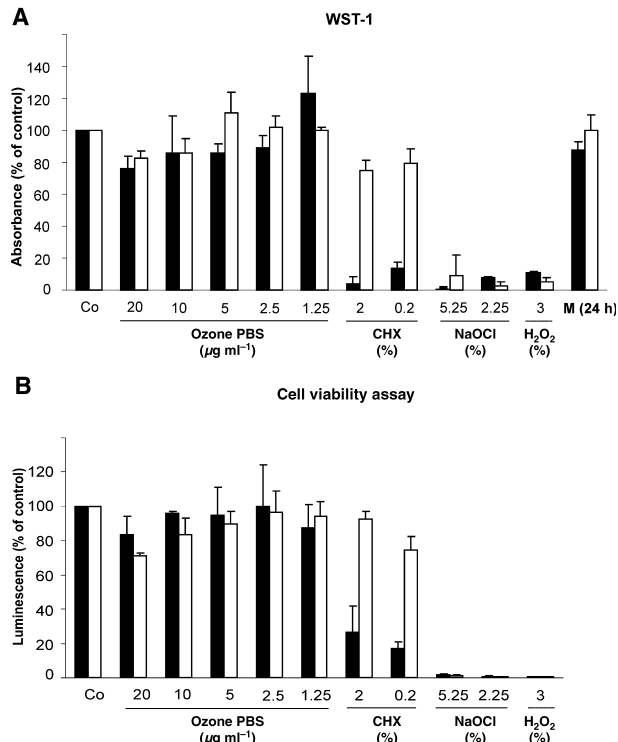 A
WST-1
Absorbance (% of control)
140
120
100
80
60
40
20
0
Co 20 10 5 2.5 1.25 2 0.2 5.25 2.25 3 M (24 h)
Ozone PBS CHX NaOCl H₂O₂
(µg ml⁻¹) (%) (%) (%)
B
Cell viability assay
Luminescence (% of control)
120
100
80
60
40
20
0
Co 20 10 5 2.5 1.25 2 0.2 5.25 2.25 3
Ozone PBS CHX NaOCl H₂O₂
(µg ml⁻¹) (%) (%) (%)